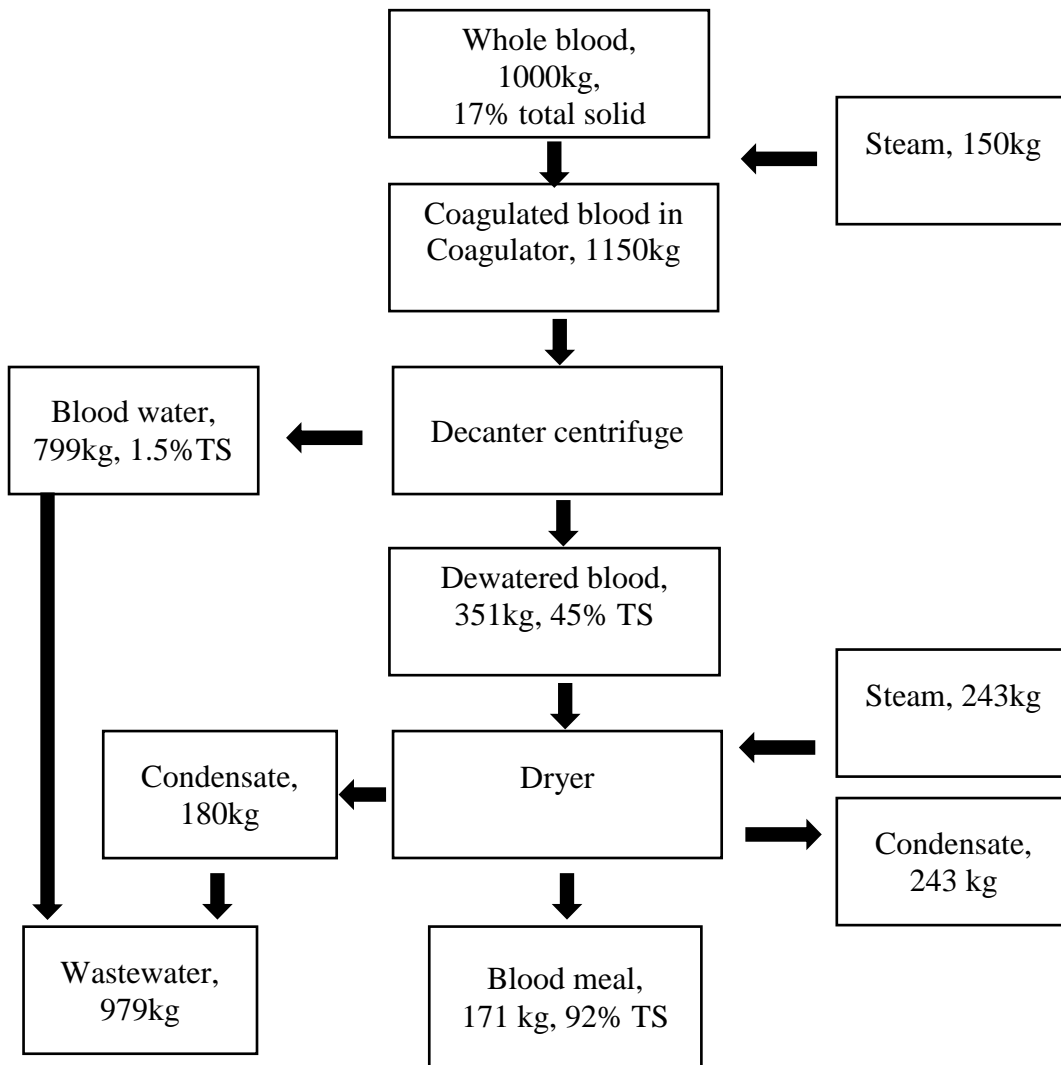 Whole blood,
1000kg,
17% total solid
Steam, 150kg
Coagulated blood in
Coagulator, 1150kg
Blood water,
799kg, 1.5%TS
Decanter centrifuge
Dewatered blood,
351kg, 45% TS
Steam, 243kg
Condensate,
180kg
Dryer
Condensate,
243 kg
Wastewater,
979kg
Blood meal,
171 kg, 92% TS